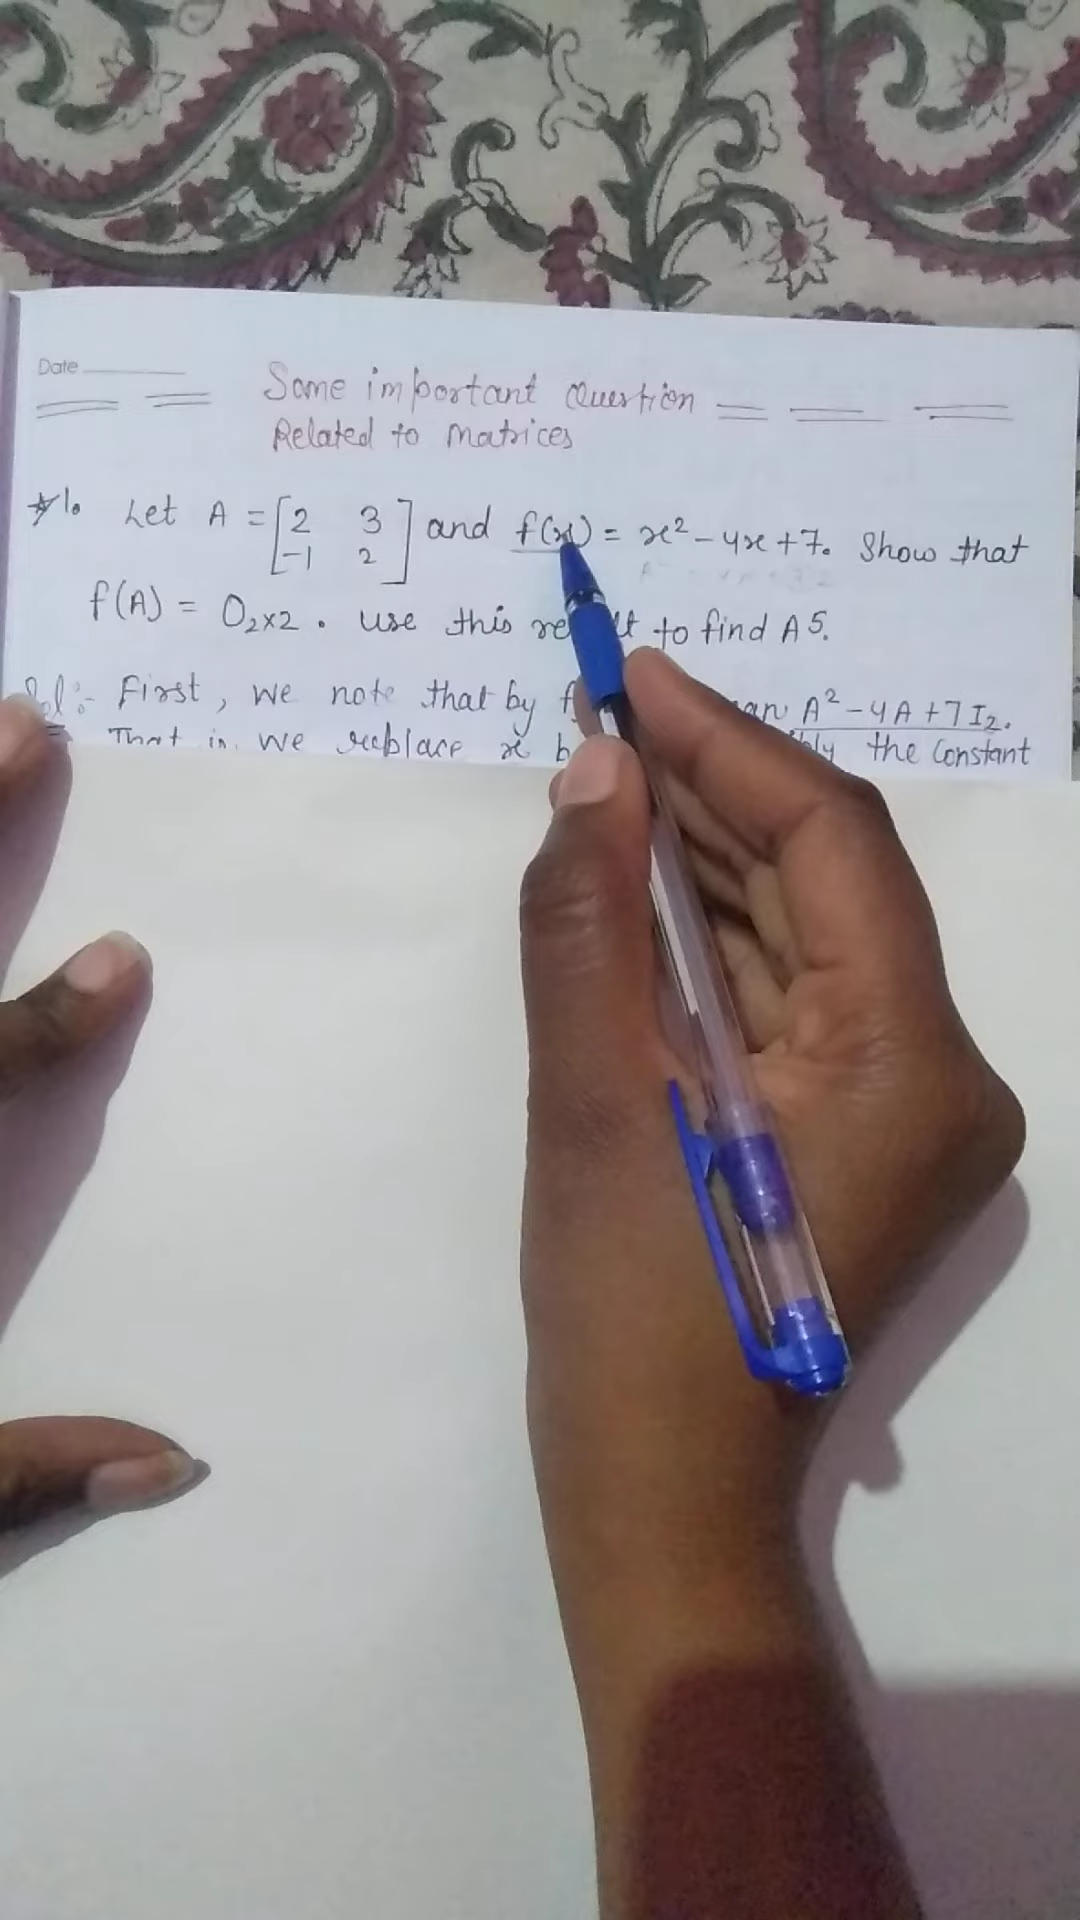 Date
Some important Question
Related to Matrices
1. Let A = [2 3 -1 2] and f(x) = x² - 4x + 7. Show that
f(A) = O2x2. use this to find A5.
Sol:- First, we note that by A² - 4A + 7I2.
That is, we replace x the Constant